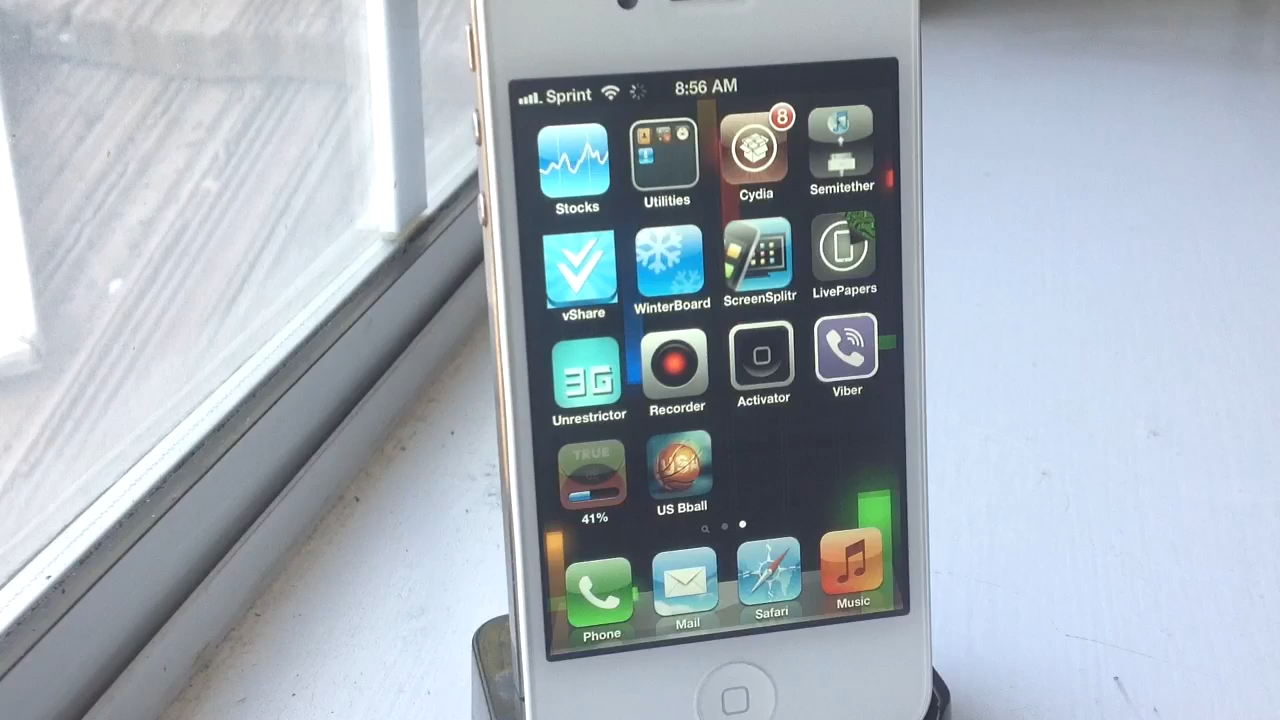 Sprint 8:56 AM
8
Stocks Utilities Cydia Semitether
vShare WinterBoard ScreenSplitr LivePapers
3G
Unrestrictor Recorder Activator Viber
TRUE
41% US Bball
Phone Mail Safari Music